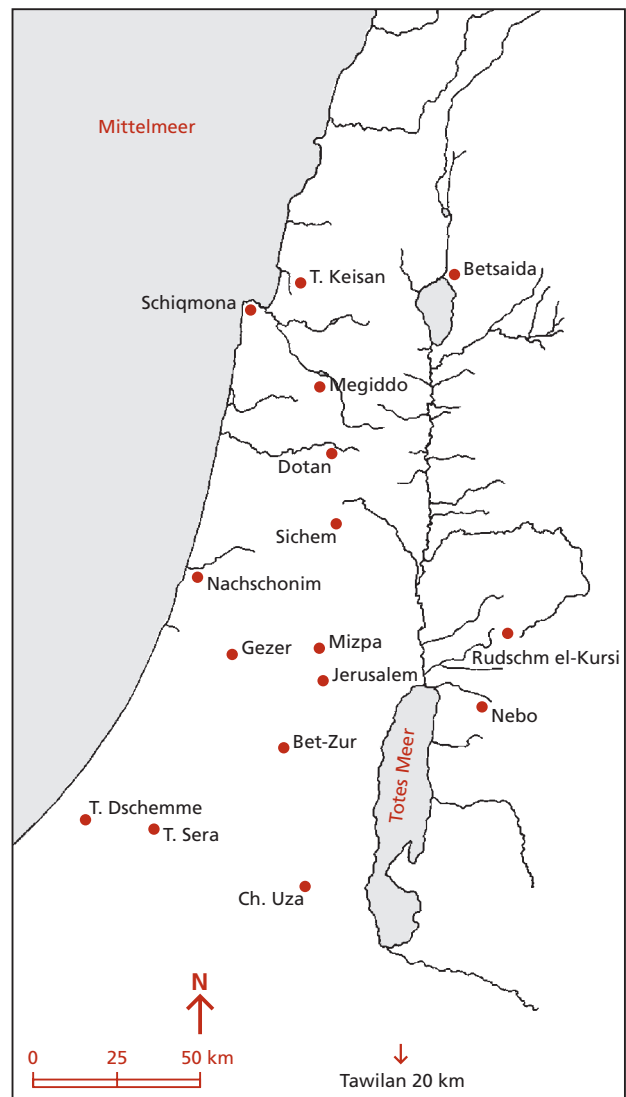 Mittelmeer
Betsaida
T. Keisan
Schiqmona
Megiddo
Dotan
Sichem
Nachschonim
Mizpa
Gezer
Rudschm el-Kursi
Jerusalem
Nebo
Bet-Zur
Totes Meer
T. Dschemme
T. Sera
Ch. Uza
N
0 25 50 km
Tawilan 20 km